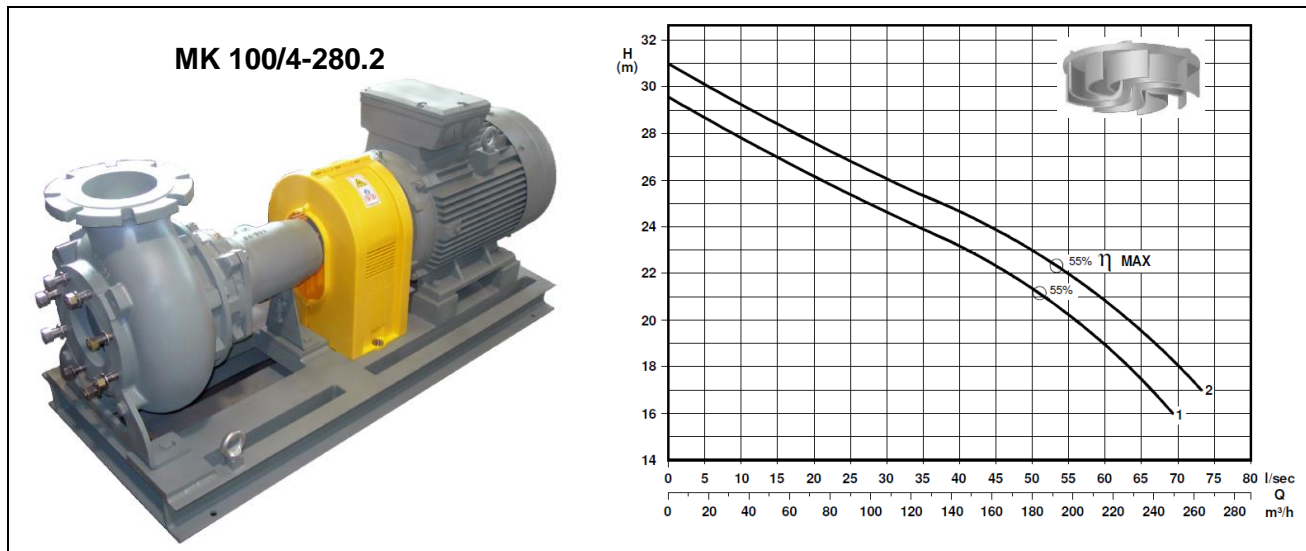 MK 100/4-280.2
H
(m)
32
30
28
26
24
22
20
18
16
14
55% η MAX
55%
2
1
0 5 10 15 20 25 30 35 40 45 50 55 60 65 70 75 80 l/sec
Q
0 20 40 60 80 100 120 140 160 180 200 220 240 260 280 m³/h